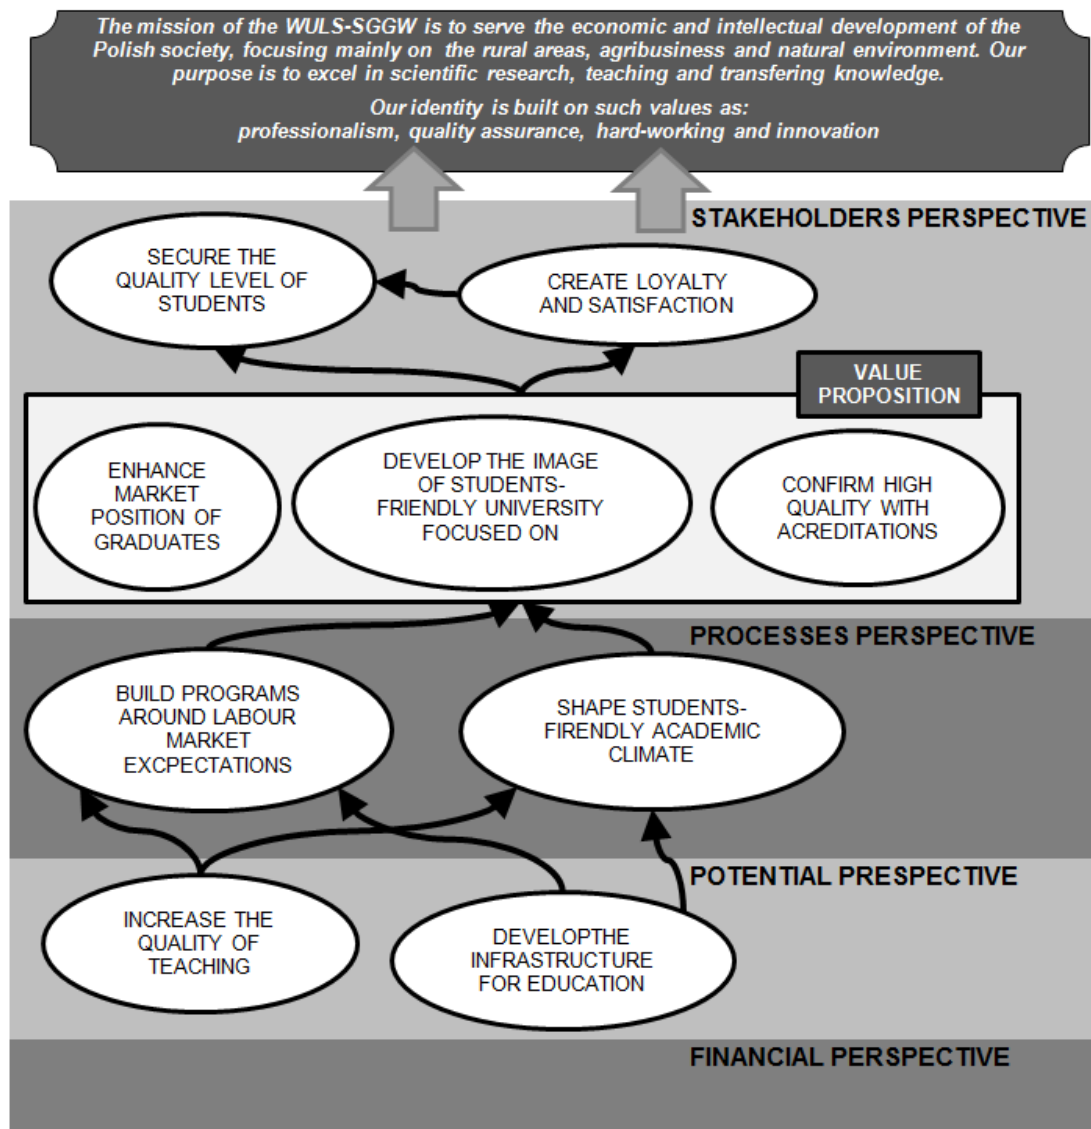 The mission of the WULS-SGGW is to serve the economic and intellectual development of the
Polish society, focusing mainly on the rural areas, agribusiness and natural environment. Our
purpose is to excel in scientific research, teaching and transfering knowledge.
Our identity is built on such values as:
professionalism, quality assurance, hard-working and innovation
STAKEHOLDERS PERSPECTIVE
SECURE THE
QUALITY LEVEL OF
STUDENTS
CREATE LOYALTY
AND SATISFACTION
VALUE
PROPOSITION
ENHANCE
MARKET
POSITION OF
GRADUATES
DEVELOP THE IMAGE
OF STUDENTS-
FRIENDLY UNIVERSITY
FOCUSED ON
CONFIRM HIGH
QUALITY WITH
ACREDITATIONS
PROCESSES PERSPECTIVE
BUILD PROGRAMS
AROUND LABOUR
MARKET
EXCPECTATIONS
SHAPE STUDENTS-
FIRENDLY ACADEMIC
CLIMATE
POTENTIAL PRESPECTIVE
INCREASE THE
QUALITY OF
TEACHING
DEVELOPTHE
INFRASTRUCTURE
FOR EDUCATION
FINANCIAL PERSPECTIVE